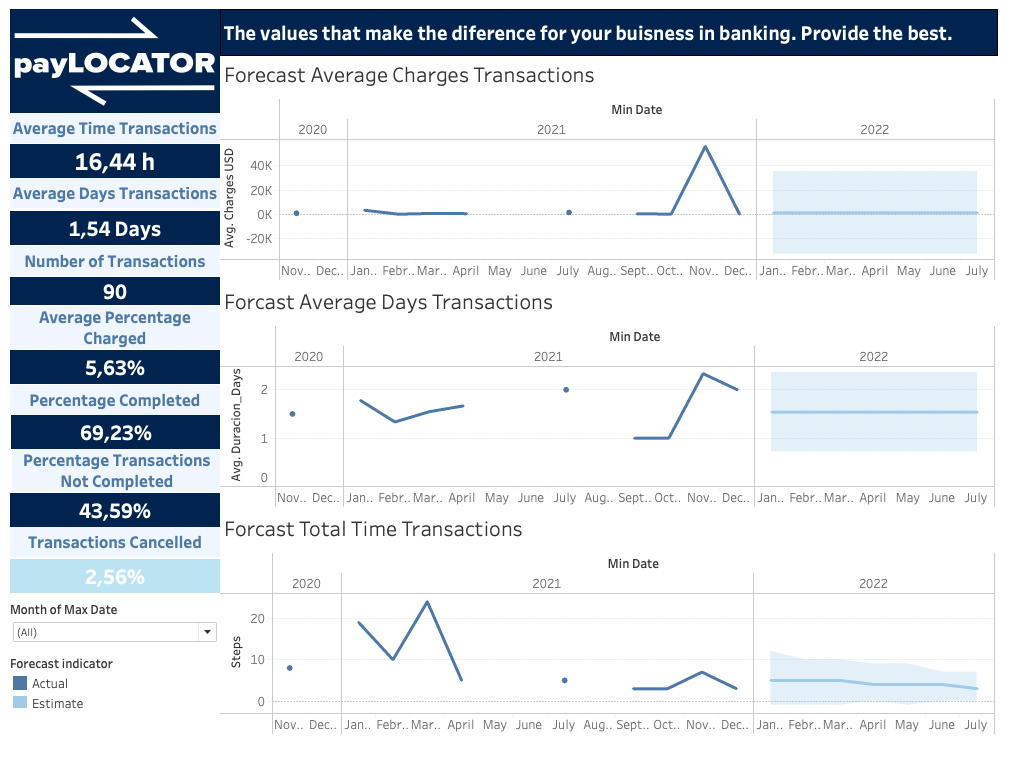 payLOCATOR
The values that make the diference for your buisness in banking. Provide the best.
Average Time Transactions
16,44 h
Average Days Transactions
1,54 Days
Number of Transactions
90
Average Percentage
Charged
5,63%
Percentage Completed
69,23%
Percentage Transactions
Not Completed
43,59%
Transactions Cancelled
2,56%
Month of Max Date
(All)
Forecast indicator
Actual
Estimate
Forecast Average Charges Transactions
Min Date
2020 2021 2022
Avg. Charges USD
40K
20K
0K
-20K
Nov.. Dec.. Jan.. Febr.. Mar.. April May June July Aug.. Sept.. Oct.. Nov.. Dec.. Jan.. Febr.. Mar.. April May June July
Forcast Average Days Transactions
Min Date
2020 2021 2022
Avg. Duracion_Days
2
1
0
Nov.. Dec.. Jan.. Febr.. Mar.. April May June July Aug.. Sept.. Oct.. Nov.. Dec.. Jan.. Febr.. Mar.. April May June July
Forcast Total Time Transactions
Min Date
2020 2021 2022
Steps
20
10
0
Nov.. Dec.. Jan.. Febr.. Mar.. April May June July Aug.. Sept.. Oct.. Nov.. Dec.. Jan.. Febr.. Mar.. April May June July